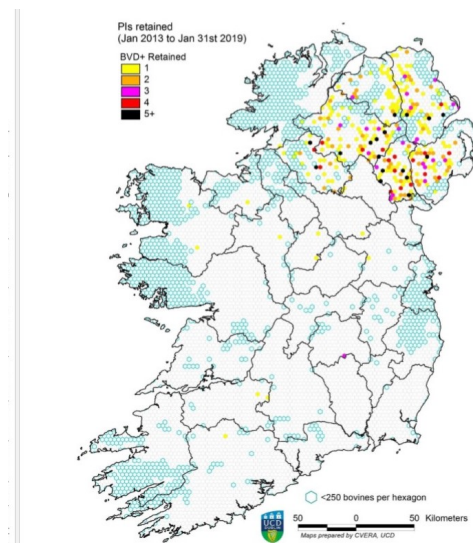 PIs retained
(Jan 2013 to Jan 31st 2019)
BVD+ Retained
1
2
3
4
5+
<250 bovines per hexagon
50 0 50 Kilometers
Maps prepared by CVERA, UCD
UCD